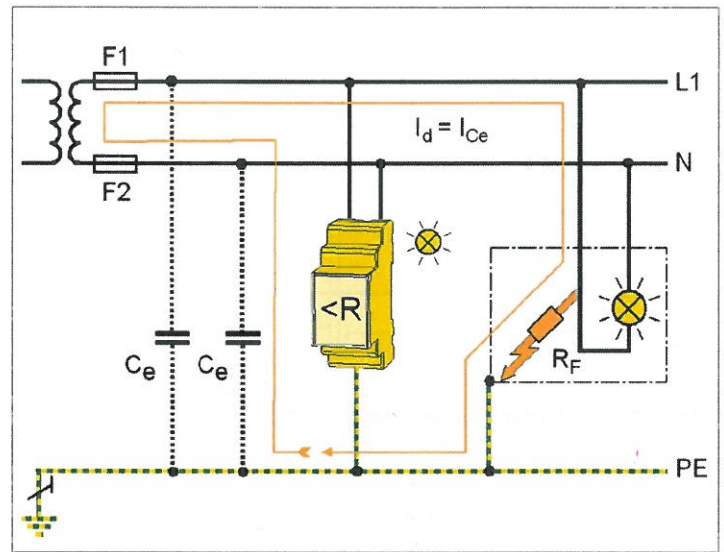 F1
L1
I_d = I_Ce
N
F2
<R
C_e
C_e
R_F
PE